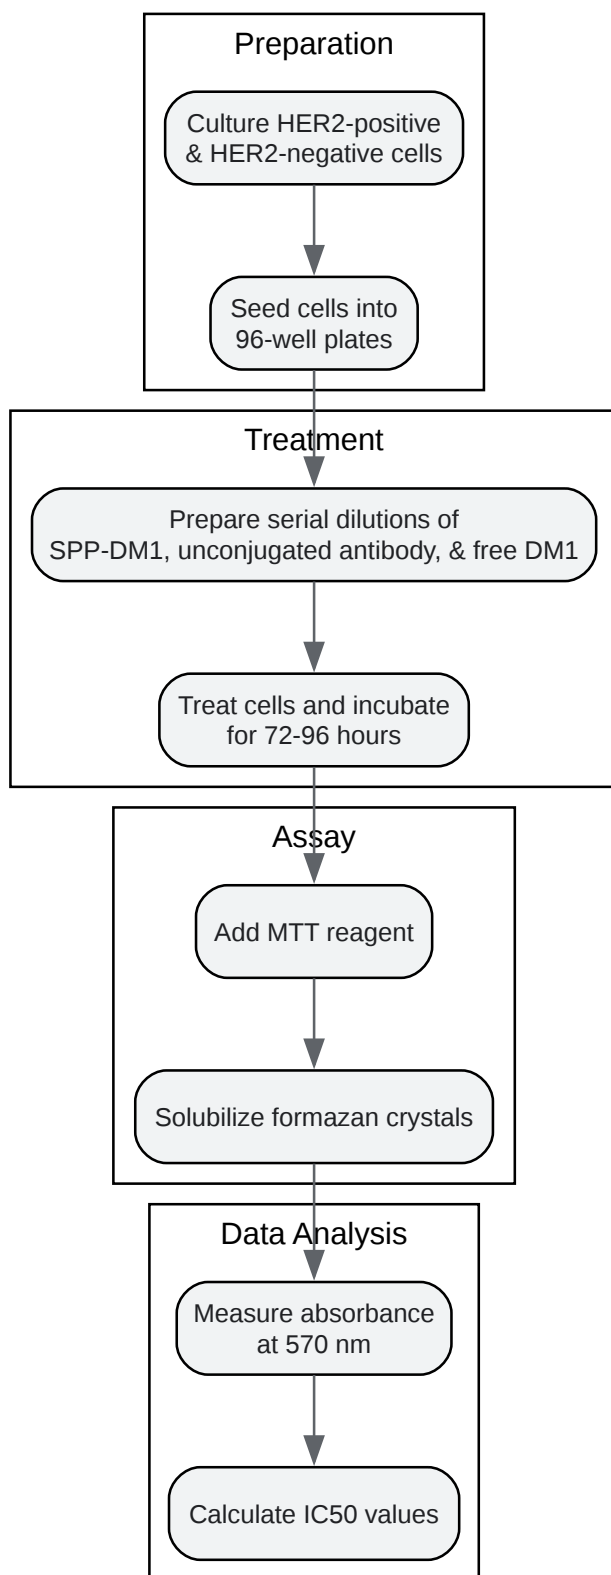 Preparation
Culture HER2-positive
& HER2-negative cells
Seed cells into
96-well plates
Treatment
Prepare serial dilutions of
SPP-DM1, unconjugated antibody, & free DM1
Treat cells and incubate
for 72-96 hours
Assay
Add MTT reagent
Solubilize formazan crystals
Data Analysis
Measure absorbance
at 570 nm
Calculate IC50 values